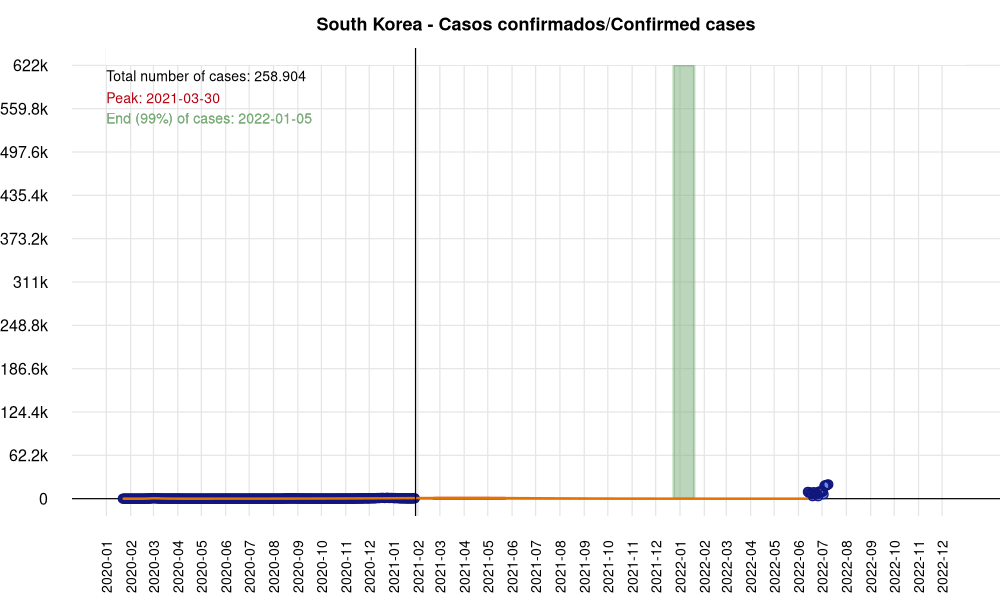 South Korea - Casos confirmados/Confirmed cases
Total number of cases: 258.904
Peak: 2021-03-30
End (99%) of cases: 2022-01-05
622k
559.8k
497.6k
435.4k
373.2k
311k
248.8k
186.6k
124.4k
62.2k
0
2020-01
2020-02
2020-03
2020-04
2020-05
2020-06
2020-07
2020-08
2020-09
2020-10
2020-11
2020-12
2021-01
2021-02
2021-03
2021-04
2021-05
2021-06
2021-07
2021-08
2021-09
2021-10
2021-11
2021-12
2022-01
2022-02
2022-03
2022-04
2022-05
2022-06
2022-07
2022-08
2022-09
2022-10
2022-11
2022-12